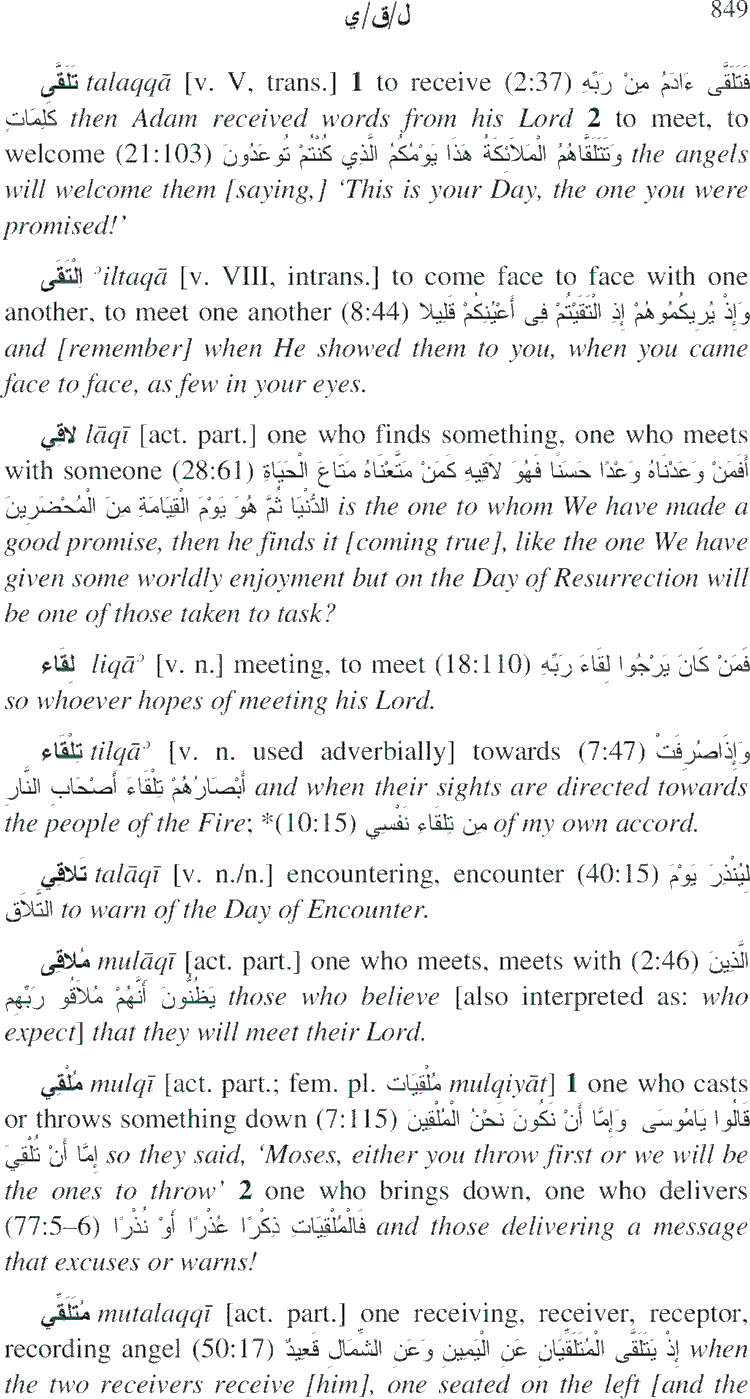 ل/ق/ي 849
تَلَقَّى talaqqā [v. V, trans.] 1 to receive (2:37) فَتَلَقَّى ءَادَمُ مِنْ رَبِّهِ
كَلِمَاتٍ then Adam received words from his Lord 2 to meet, to
welcome (21:103) وَتَتَلَقَّاهُمُ الْمَلَائِكَةُ هَذَا يَوْمُكُمُ الَّذِي كُنْتُمْ تُوعَدُونَ the angels
will welcome them [saying,] ‘This is your Day, the one you were
promised!’
الْتَقَى ʾiltaqā [v. VIII, intrans.] to come face to face with one
another, to meet one another (8:44) وَإِذْ يُرِيكُمُوهُمْ إِذِ الْتَقَيْتُمْ فِى أَعْيُنِكُمْ قَلِيلا
and [remember] when He showed them to you, when you came
face to face, as few in your eyes.
لاقِي lāqī [act. part.] one who finds something, one who meets
with someone (28:61) أَفَمَنْ وَعَدْنَاهُ وَعْدًا حَسَنًا فَهُوَ لَاقِيهِ كَمَنْ مَتَّعْنَاهُ مَتَاعَ الْحَيَاةِ
الدُّنْيَا ثُمَّ هُوَ يَوْمَ الْقِيَامَةِ مِنَ الْمُحْضَرِينَ is the one to whom We have made a
good promise, then he finds it [coming true], like the one We have
given some worldly enjoyment but on the Day of Resurrection will
be one of those taken to task?
لِقَاء liqāʾ [v. n.] meeting, to meet (18:110) فَمَنْ كَانَ يَرْجُوا لِقَاءَ رَبِّهِ
so whoever hopes of meeting his Lord.
تِلْقَاء tilqāʾ [v. n. used adverbially] towards (7:47) وَإِذَاصُرِفَتْ
أَبْصَارُهُمْ تِلْقَاءَ أَصْحَابِ النَّارِ and when their sights are directed towards
the people of the Fire; *(10:15) مِن تِلقَاءِ نَفْسِي of my own accord.
تَلاقِي talāqī [v. n./n.] encountering, encounter (40:15) لِيُنْذِرَ يَوْمَ
التَّلَاقِ to warn of the Day of Encounter.
مُلاقِى mulāqī [act. part.] one who meets, meets with (2:46) الَّذِينَ
يَظُنُّونَ أَنَّهُمْ مُلَاقُو رَبِّهِم those who believe [also interpreted as: who
expect] that they will meet their Lord.
مُلْقِي mulqī [act. part.; fem. pl. مُلْقِيَات mulqiyāt] 1 one who casts
or throws something down (7:115) قَالُوا يَامُوسَى وَإِمَّا أَنْ نَكُونَ نَحْنُ الْمُلْقِينَ
إِمَّا أَنْ تُلْقِيَ so they said, ‘Moses, either you throw first or we will be
the ones to throw’ 2 one who brings down, one who delivers
(77:5–6) فَالْمُلْقِيَاتِ ذِكْرًا عُذْرًا أَوْ نُذْرًا and those delivering a message
that excuses or warns!
مُتَلَقِّي mutalaqqī [act. part.] one receiving, receiver, receptor,
recording angel (50:17) إِذْ يَتَلَقَّى الْمُتَلَقِّيَانِ عَنِ الْيَمِينِ وَعَنِ الشِّمَالِ قَعِيدٌ when
the two receivers receive [him], one seated on the left [and the